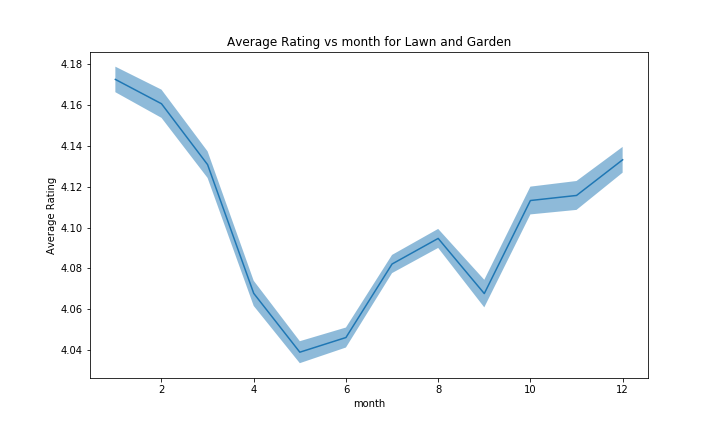 Average Rating vs month for Lawn and Garden
4.18
4.16
4.14
4.12
4.10
4.08
4.06
4.04
Average Rating
2 4 6 8 10 12
month